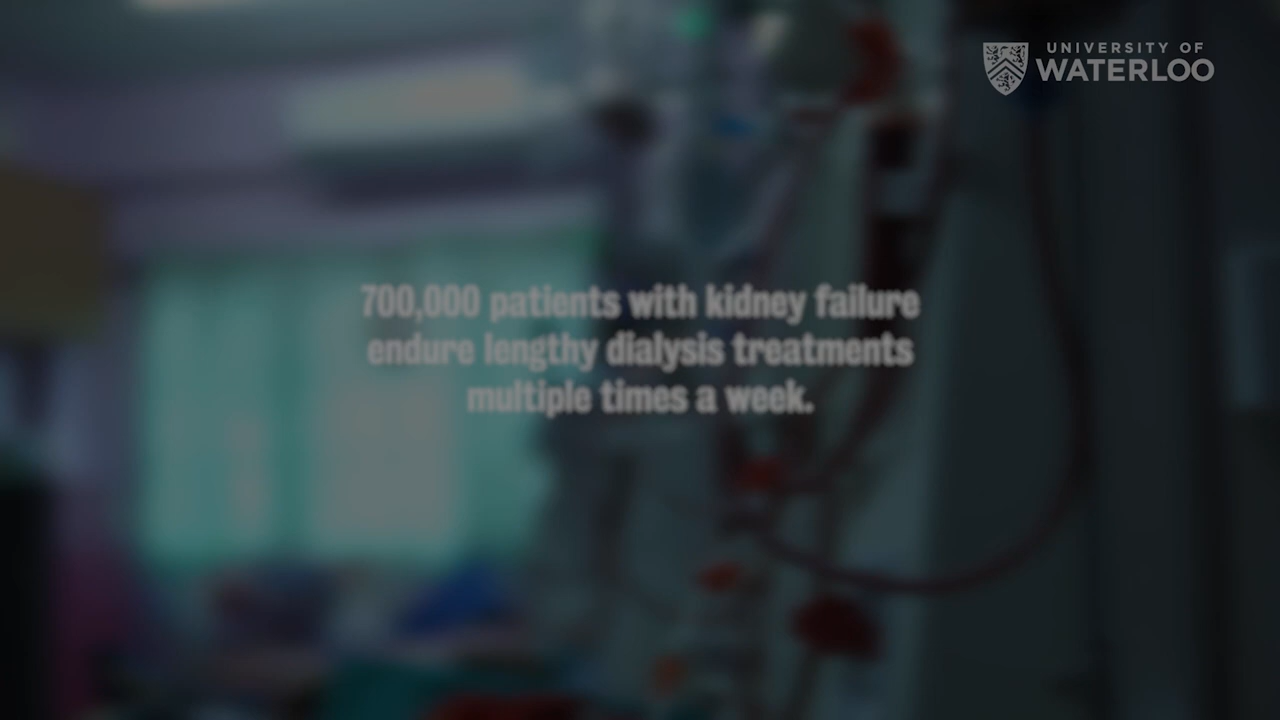 UNIVERSITY OF
WATERLOO
700,000 patients with kidney failure
endure lengthy dialysis treatments
multiple times a week.